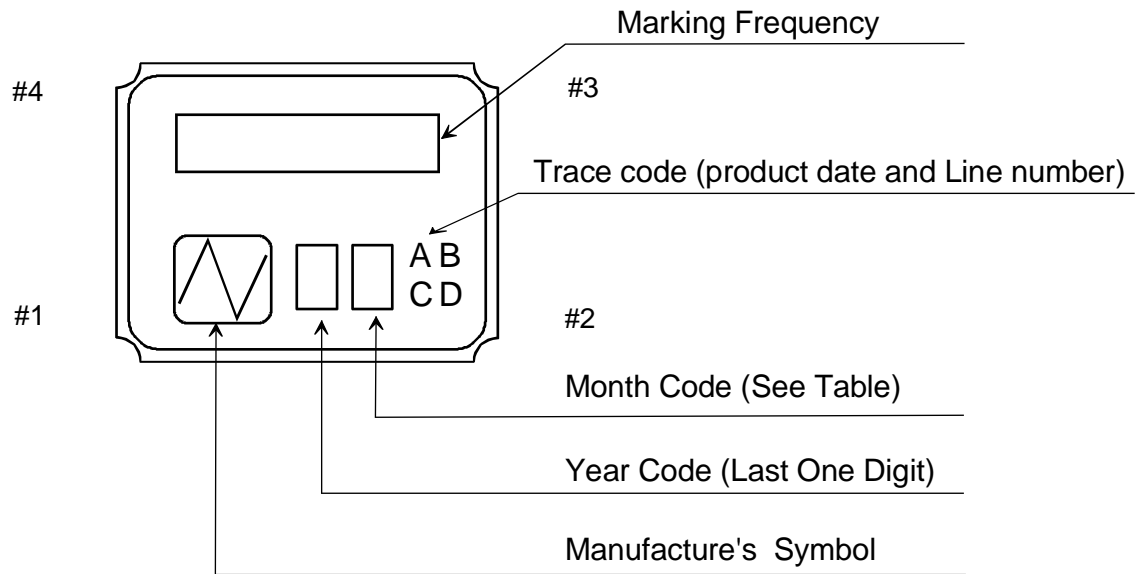 Marking Frequency
#4
#3
Trace code (product date and Line number)
A B
C D
#1
#2
Month Code (See Table)
Year Code (Last One Digit)
Manufacture's Symbol